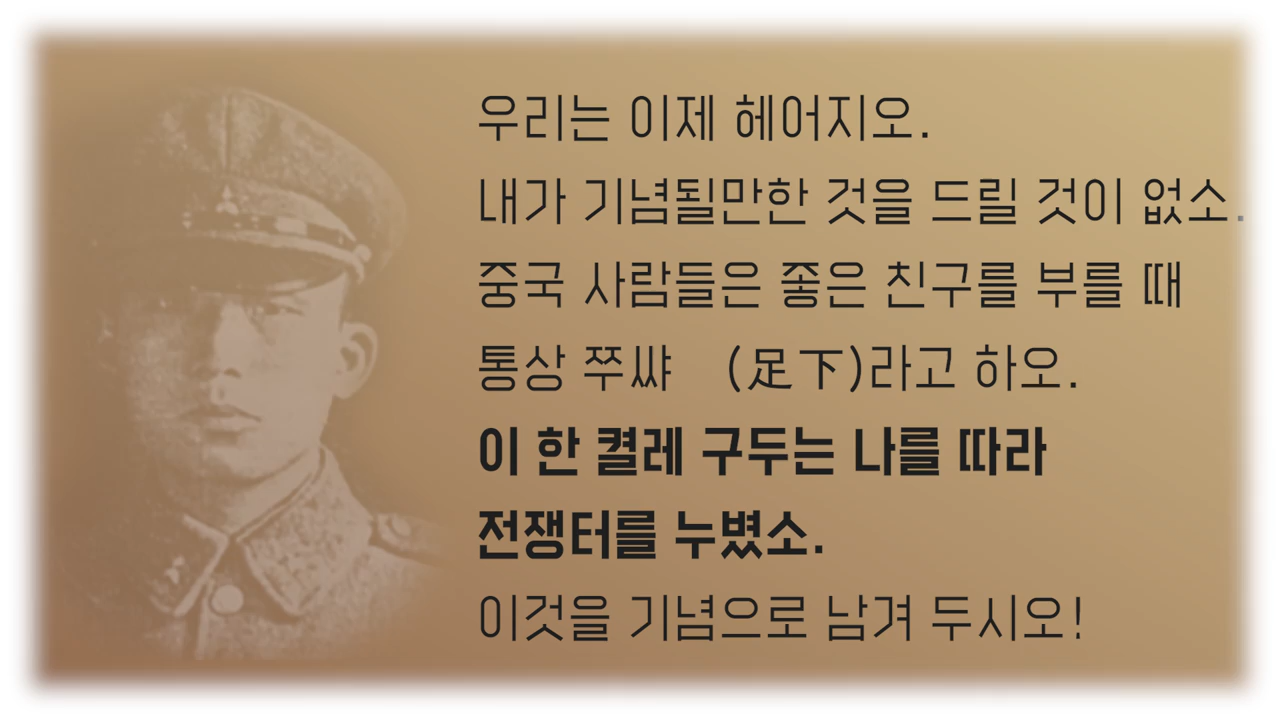 우리는 이제 헤어지오.
내가 기념될만한 것을 드릴 것이 없소.
중국 사람들은 좋은 친구를 부를 때
통상 쭈쌰 (足下)라고 하오.
이 한 켤레 구두는 나를 따라
전쟁터를 누볐소.
이것을 기념으로 남겨 두시오!